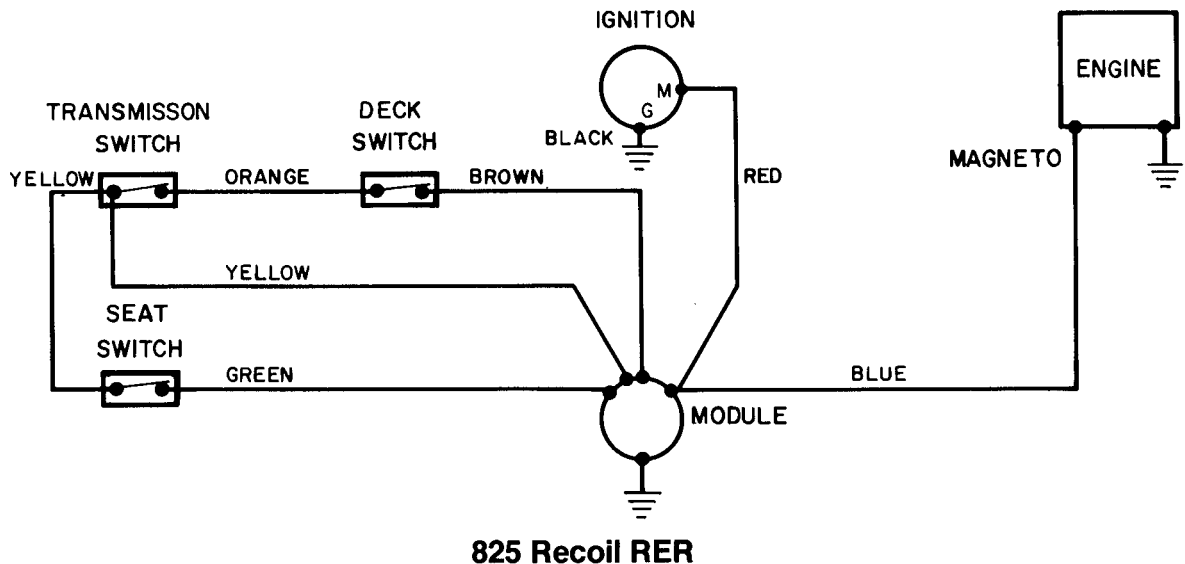 IGNITION
ENGINE
M
G
TRANSMISSON
SWITCH
DECK
SWITCH
BLACK
MAGNETO
YELLOW
ORANGE
BROWN
RED
YELLOW
SEAT
SWITCH
GREEN
BLUE
MODULE
825 Recoil RER